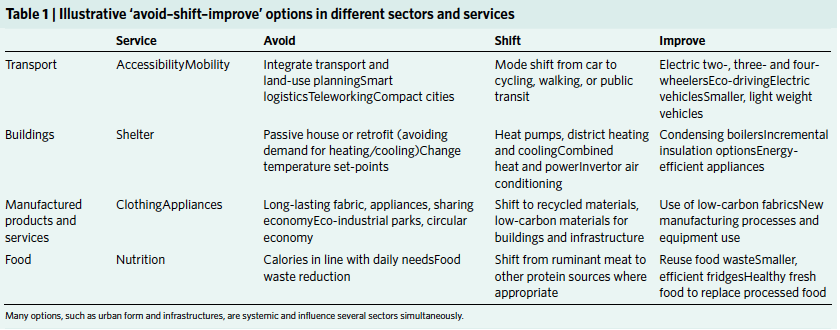 Table 1 | Illustrative ‘avoid–shift–improve’ options in different sectors and services
Service Avoid Shift Improve
Transport AccessibilityMobility Integrate transport and Mode shift from car to Electric two-, three- and four-
land-use planningSmart cycling, walking, or public wheelersEco-drivingElectric
logisticsTeleworkingCompact cities transit vehiclesSmaller, light weight
vehicles
Buildings Shelter Passive house or retrofit (avoiding Heat pumps, district heating Condensing boilersIncremental
demand for heating/cooling)Change and coolingCombined insulation optionsEnergy-
temperature set-points heat and powerInvertor air efficient appliances
conditioning
Manufactured ClothingAppliances Long-lasting fabric, appliances, sharing Shift to recycled materials, Use of low-carbon fabricsNew
products and economyEco-industrial parks, circular low-carbon materials for manufacturing processes and
services economy buildings and infrastructure equipment use
Food Nutrition Calories in line with daily needsFood Shift from ruminant meat to Reuse food wasteSmaller,
waste reduction other protein sources where efficient fridgesHealthy fresh
appropriate food to replace processed food
Many options, such as urban form and infrastructures, are systemic and influence several sectors simultaneously.